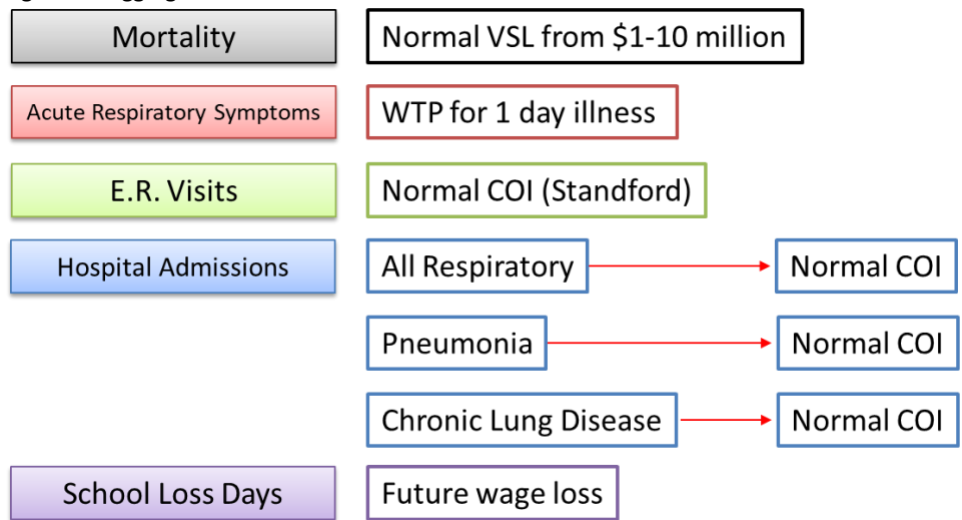 Mortality
Normal VSL from $1-10 million
Acute Respiratory Symptoms
WTP for 1 day illness
E.R. Visits
Normal COI (Standford)
Hospital Admissions
All Respiratory
Normal COI
Pneumonia
Normal COI
Chronic Lung Disease
Normal COI
School Loss Days
Future wage loss